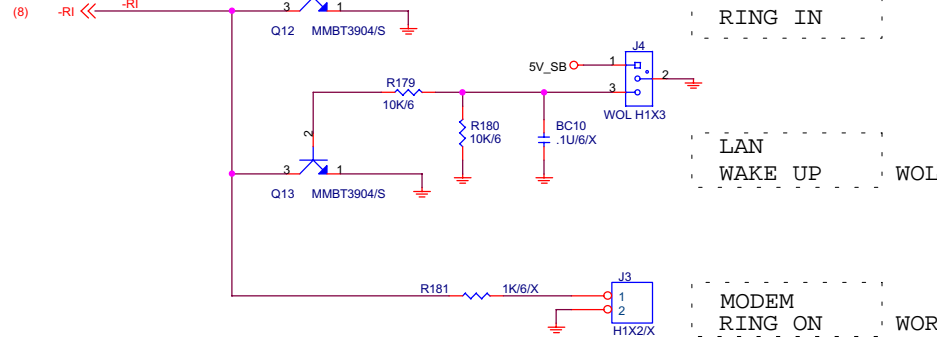 (8) -RI -RI
3 1
Q12 MMBT3904/S
RING IN
J4
5V_SB 1
2
3
WOL H1X3
R179
10K/6
R180
10K/6
BC10
.1U/6/X
2
3 1
Q13 MMBT3904/S
LAN
WAKE UP WOL
R181 1K/6/X
J3
1
2
H1X2/X
MODEM
RING ON WOR